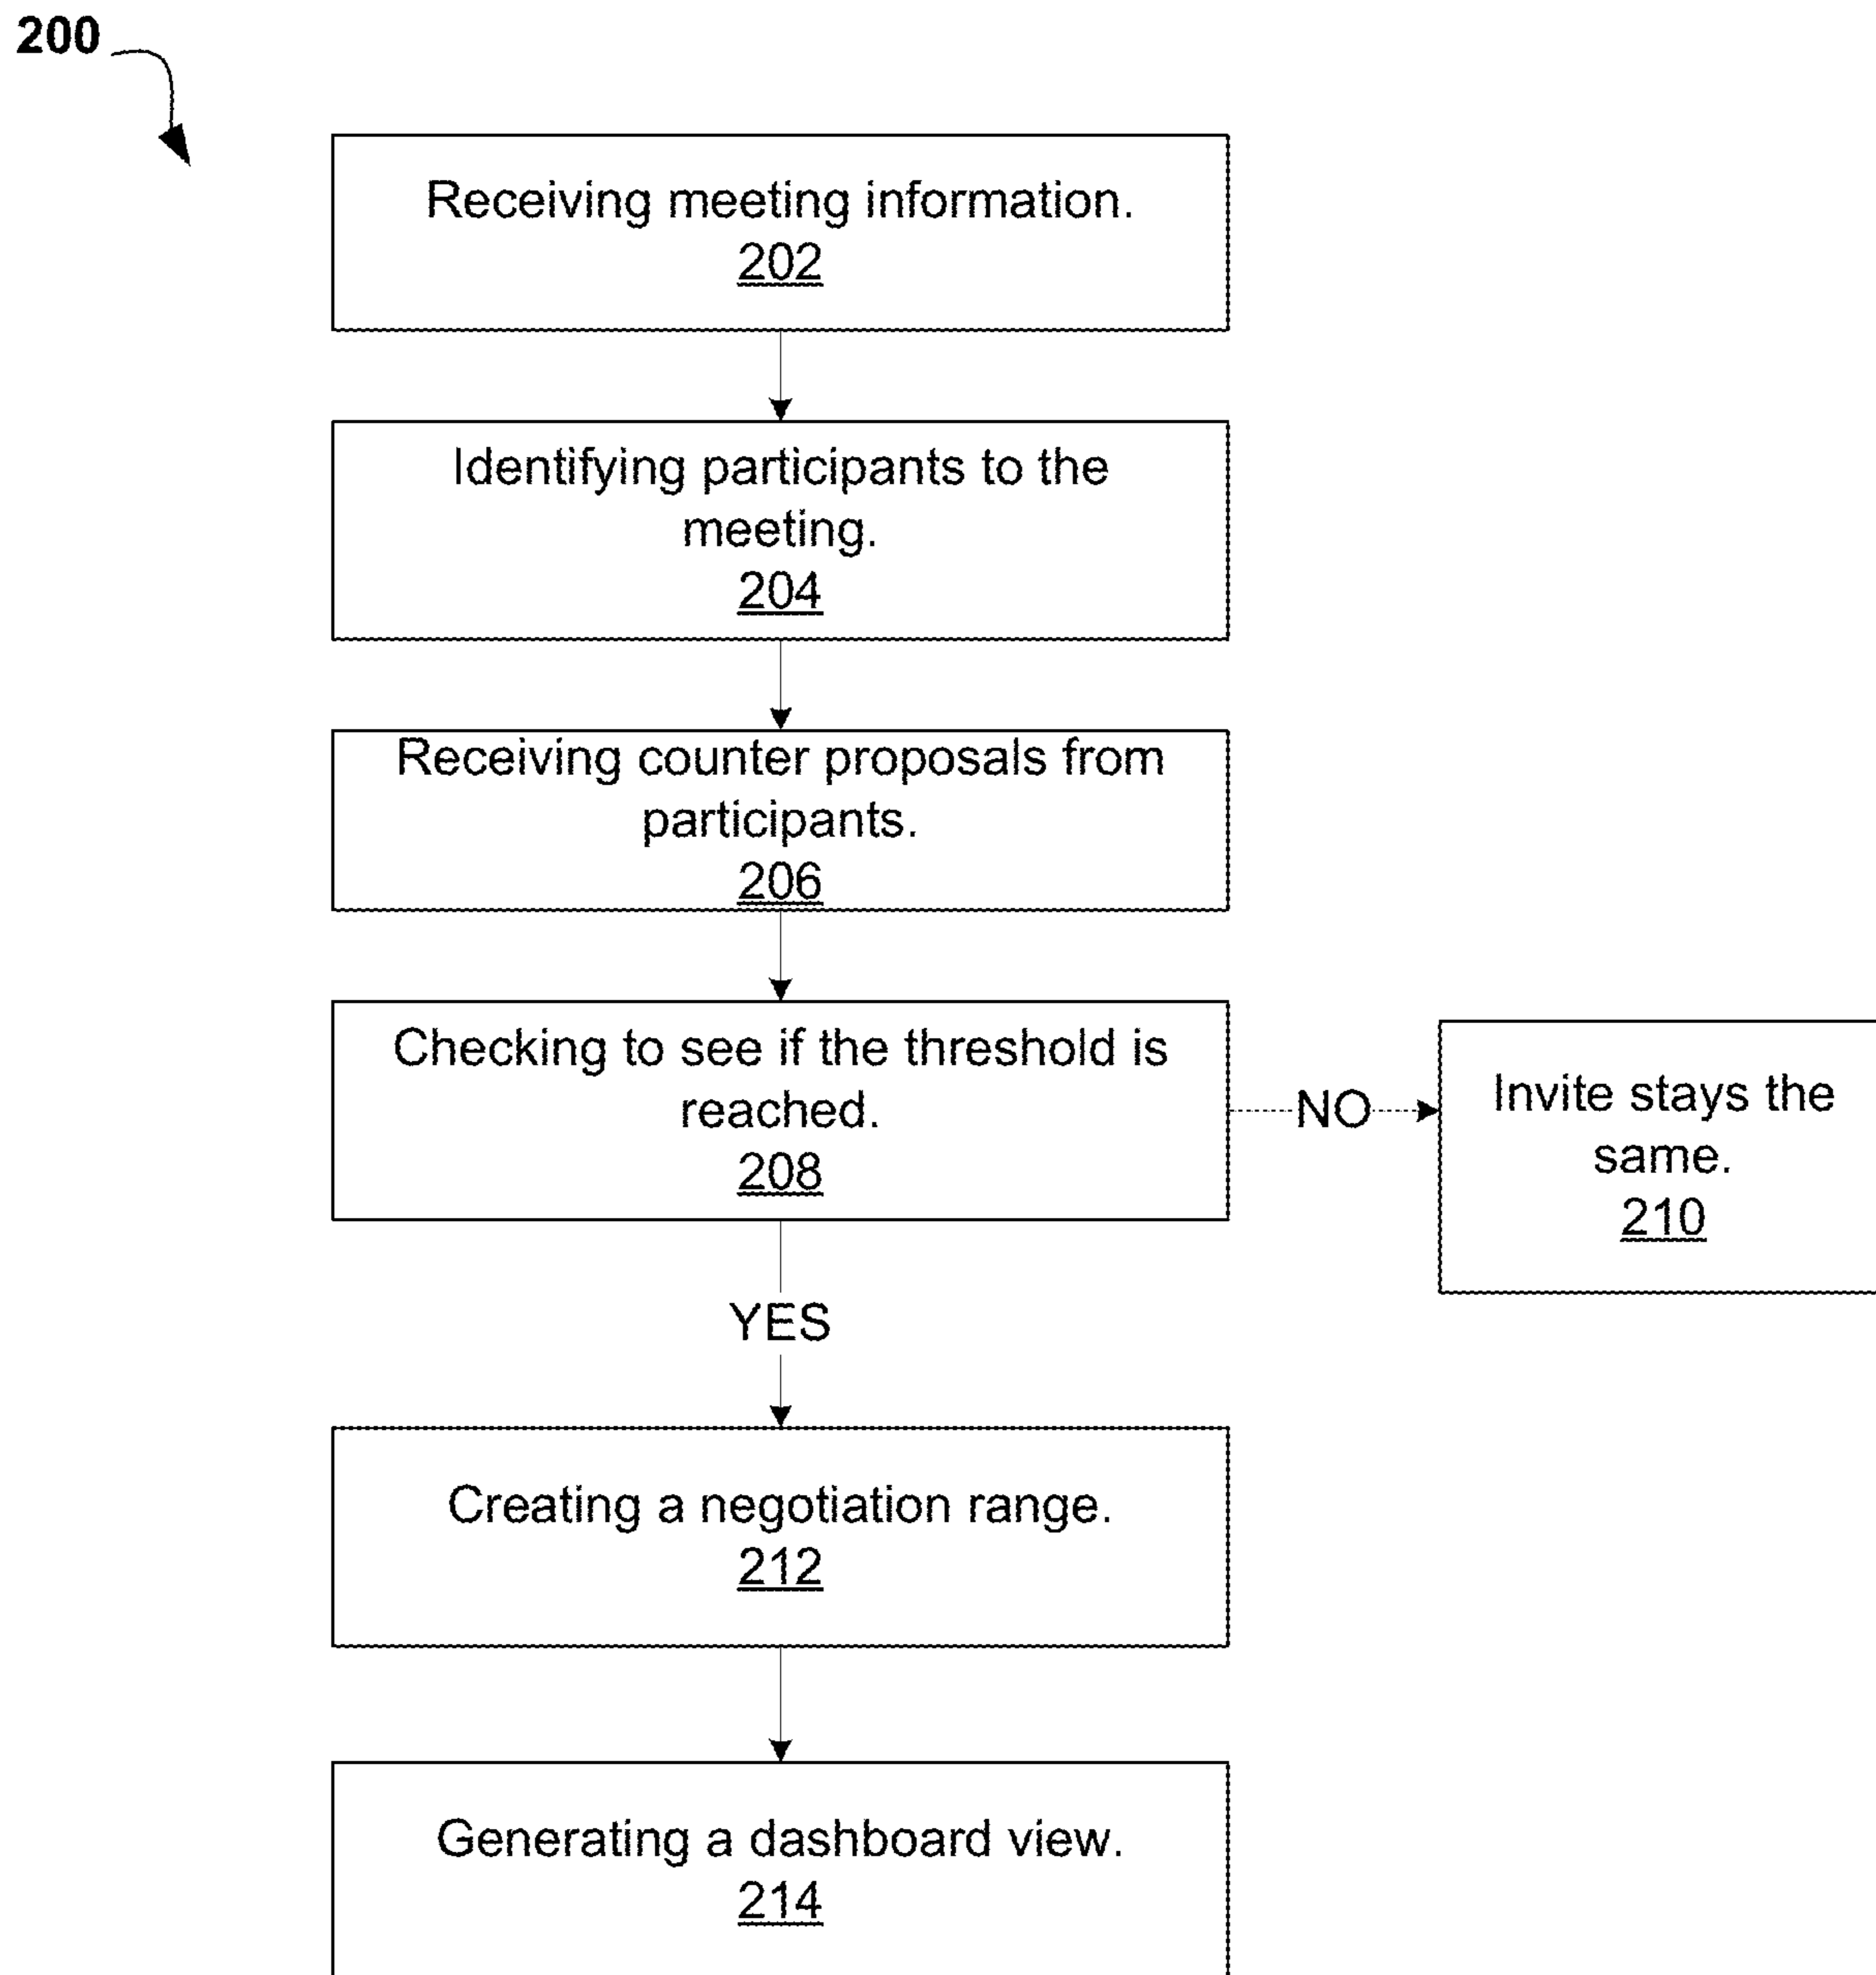 200
Receiving meeting information.
202
Identifying participants to the
meeting.
204
Receiving counter proposals from
participants.
206
Checking to see if the threshold is
reached.
208
NO
Invite stays the
same.
210
YES
Creating a negotiation range.
212
Generating a dashboard view.
214